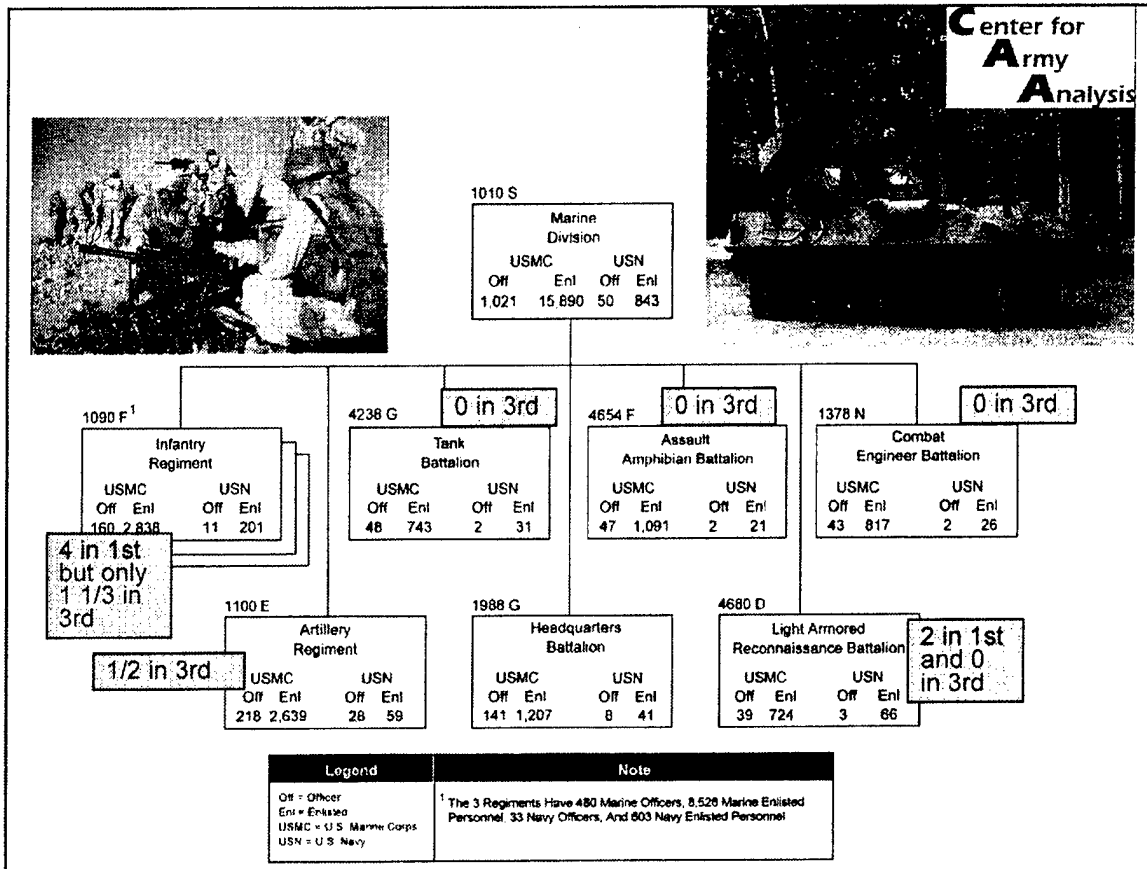 Center for
Army
Analysis
1010 S
Marine
Division
USMC USN
Off Enl Off Enl
1,021 15,890 50 843
1090 F 1
Infantry
Regiment
USMC USN
Off Enl Off Enl
160 2,838 11 201
4 in 1st
but only
1 1/3 in
3rd
4238 G
0 in 3rd
Tank
Battalion
USMC USN
Off Enl Off Enl
48 743 2 31
4654 F
0 in 3rd
Assault
Amphibian Battalion
USMC USN
Off Enl Off Enl
47 1,091 2 21
1378 N
0 in 3rd
Combat
Engineer Battalion
USMC USN
Off Enl Off Enl
43 817 2 26
1100 E
Artillery
Regiment
1/2 in 3rd
USMC USN
Off Enl Off Enl
218 2,639 28 59
1988 G
Headquarters
Battalion
USMC USN
Off Enl Off Enl
141 1,207 8 41
4680 D
Light Armored
Reconnaissance Battalion
USMC USN
Off Enl Off Enl
39 724 3 66
2 in 1st
and 0
in 3rd
Legend
Off = Officer
Enl = Enlisted
USMC = U.S. Marine Corps
USN = U.S. Navy
Note
1 The 3 Regiments Have 480 Marine Officers, 8,526 Marine Enlisted
Personnel, 33 Navy Officers, And 603 Navy Enlisted Personnel